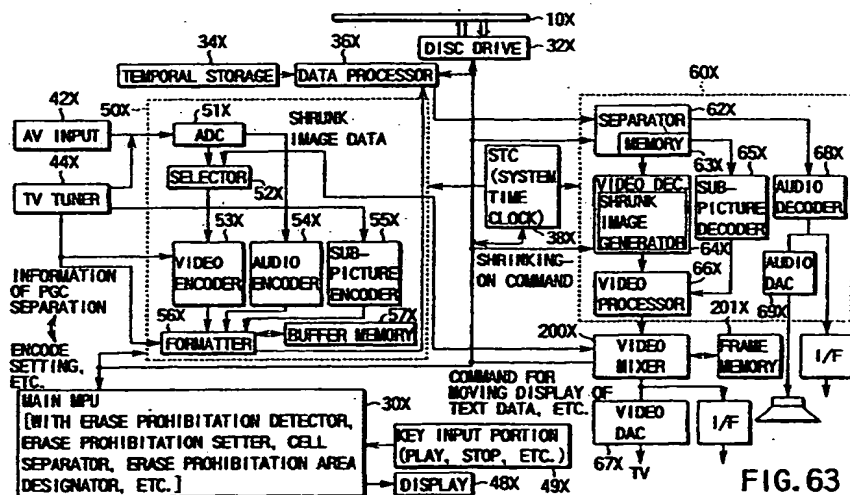 10X
34X
36X
DISC DRIVE
32X
TEMPORAL STORAGE
DATA PROCESSOR
60X
42X
50X
51X
SHRUNK
IMAGE DATA
AV INPUT
ADC
44X
SELECTOR
52X
TV TUNER
53X
54X
55X
VIDEO
ENCODER
AUDIO
ENCODER
SUB-
PICTURE
ENCODER
57X
56X
FORMATTER
BUFFER MEMORY
INFORMATION
OF PGC
SEPARATION
ENCODE
SETTING,
ETC.
STC
(SYSTEM
TIME
CLOCK)
38X
SHRINKING-
ON COMMAND
SEPARATOR
62X
MEMORY
63X
65X
68X
VIDEO DEC.
SHRUNK
IMAGE
GENERATOR
64X
SUB-
PICTURE
DECODER
AUDIO
DECODER
VIDEO
PROCESSOR
66X
AUDIO
DAC
69X
200X
201X
VIDEO
MIXER
FRAME
MEMORY
I/F
MAIN MPU
30X
[WITH ERASE PROHIBITATION DETECTOR,
ERASE PROHIBITATION SETTER, CELL
SEPARATOR, ERASE PROHIBITATION AREA
DESIGNATOR, ETC.]
COMMAND FOR
MOVING DISPLAY OF
TEXT DATA, ETC.
KEY INPUT PORTION
(PLAY, STOP, ETC.)
49X
DISPLAY
48X
VIDEO
DAC
67X
I/F
TV
FIG. 63